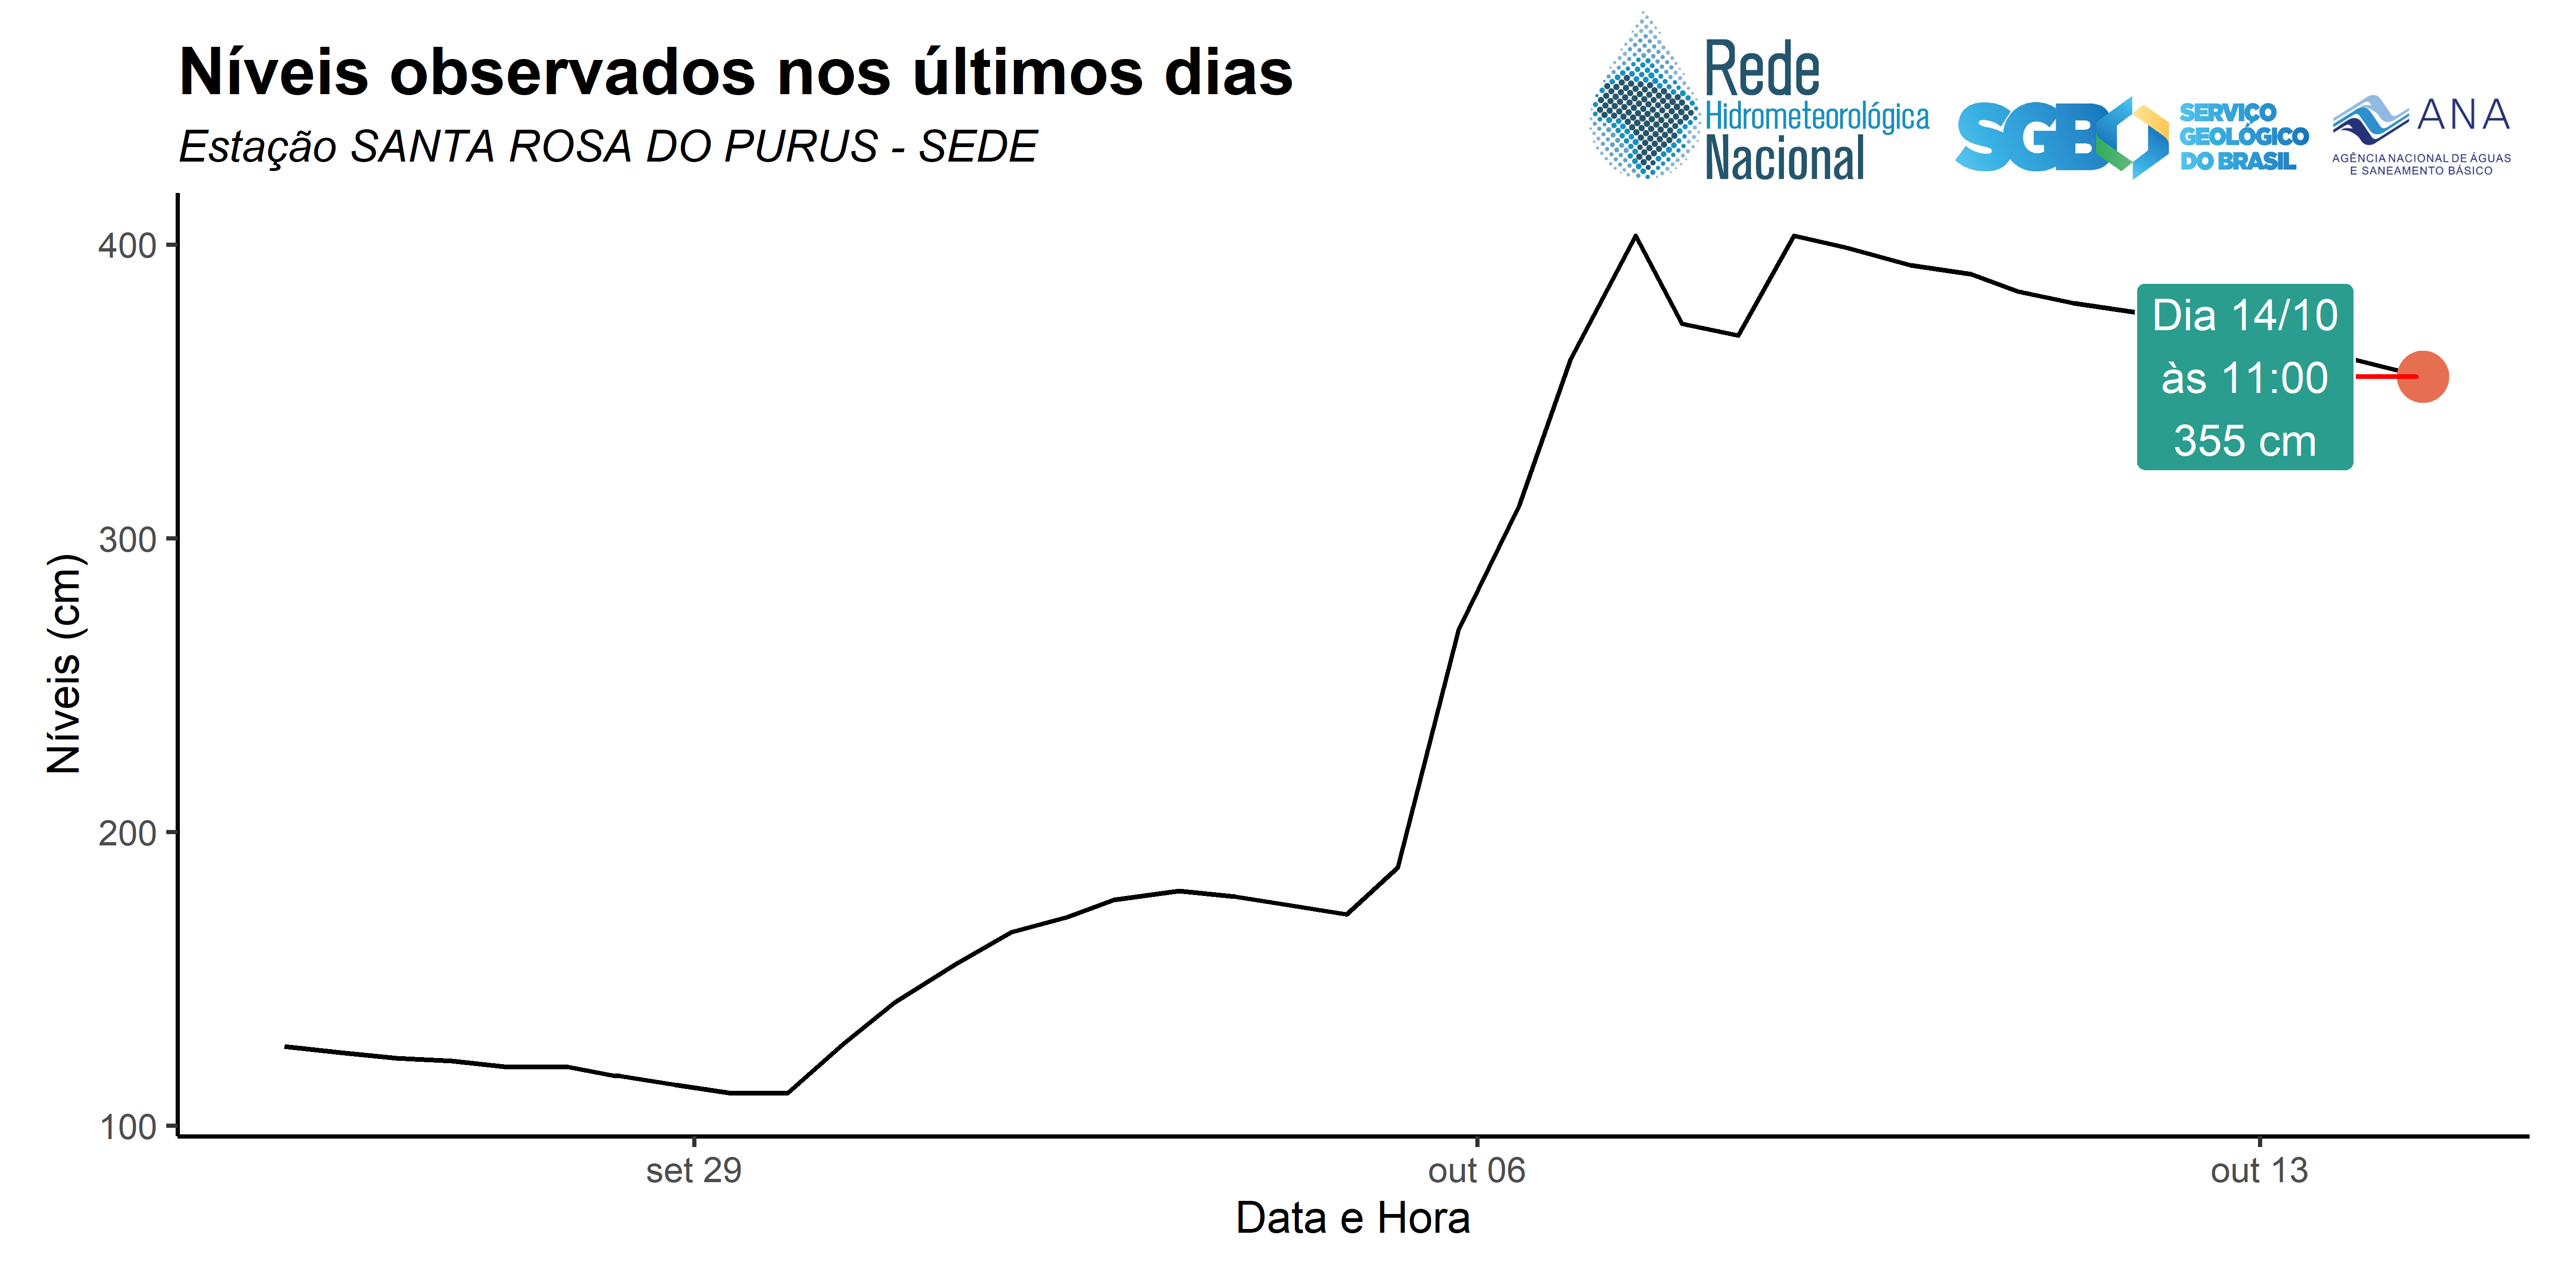 Níveis observados nos últimos dias
Estação SANTA ROSA DO PURUS - SEDE
Rede
Hidrometeorológica
Nacional
SGB
SERVIÇO
GEOLÓGICO
DO BRASIL
ANA
AGÊNCIA NACIONAL DE ÁGUAS
E SANEAMENTO BÁSICO
400
300
200
100
Níveis (cm)
Dia 14/10
às 11:00
355 cm
set 29
out 06
out 13
Data e Hora